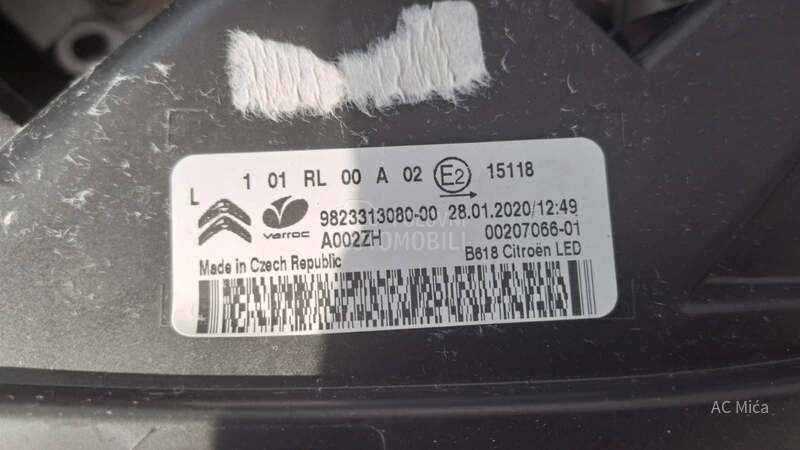 L 1 01 RL 00 A 02 E2 15118
varroc 9823313080-00 28.01.2020/12:49
A002ZH 00207066-01
Made in Czech Republic B618 Citroën LED
AC Mića